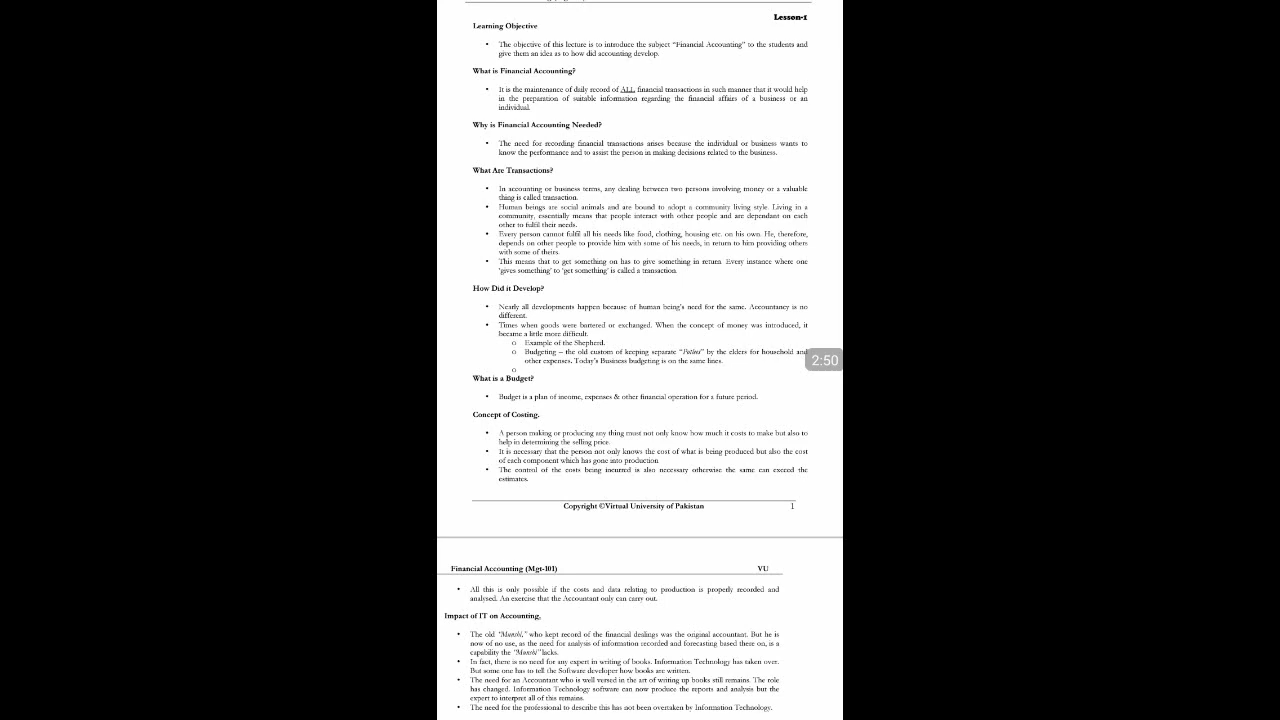 Lesson-1
Learning Objective
• The objective of this lecture is to introduce the subject “Financial Accounting” to the students and
give them an idea as to how did accounting develop.
What is Financial Accounting?
• It is the maintenance of daily record of ALL financial transactions in such manner that it would help
in the preparation of suitable information regarding the financial affairs of a business or an
individual.
Why is Financial Accounting Needed?
• The need for recording financial transactions arises because the individual or business wants to
know the performance and to assist the person in making decisions related to the business.
What Are Transactions?
• In accounting or business terms, any dealing between two persons involving money or a valuable
thing is called transaction.
• Human beings are social animals and are bound to adopt a community living style. Living in a
community, essentially means that people interact with other people and are dependant on each
other to fulfil their needs.
• Every person cannot fulfil all his needs like food, clothing, housing etc. on his own. He, therefore,
depends on other people to provide him with some of his needs, in return to him providing others
with some of theirs.
• This means that to get something on has to give something in return. Every instance where one
‘gives something’ to ‘get something’ is called a transaction.
How Did it Develop?
• Nearly all developments happen because of human being’s need for the same. Accountancy is no
different.
• Times when goods were bartered or exchanged. When the concept of money was introduced, it
became a little more difficult.
o Example of the Shepherd.
o Budgeting – the old custom of keeping separate “Potlees” by the elders for household and
other expenses. Today’s Business budgeting is on the same lines.
o
What is a Budget?
• Budget is a plan of income, expenses & other financial operation for a future period.
Concept of Costing.
• A person making or producing any thing must not only know how much it costs to make but also to
help in determining the selling price.
• It is necessary that the person not only knows the cost of what is being produced but also the cost
of each component which has gone into production
• The control of the costs being incurred is also necessary otherwise the same can exceed the
estimates.
Copyright ©Virtual University of Pakistan 1
2:50
Financial Accounting (Mgt-101) VU
• All this is only possible if the costs and data relating to production is properly recorded and
analysed. An exercise that the Accountant only can carry out.
Impact of IT on Accounting,
• The old “Munshi,” who kept record of the financial dealings was the original accountant. But he is
now of no use, as the need for analysis of information recorded and forecasting based there on, is a
capability the “Munshi” lacks.
• In fact, there is no need for any expert in writing of books. Information Technology has taken over.
But some one has to tell the Software developer how books are written.
• The need for an Accountant who is well versed in the art of writing up books still remains. The role
has changed. Information Technology software can now produce the reports and analysis but the
expert to interpret all of this remains.
• The need for the professional to describe this has not been overtaken by Information Technology.